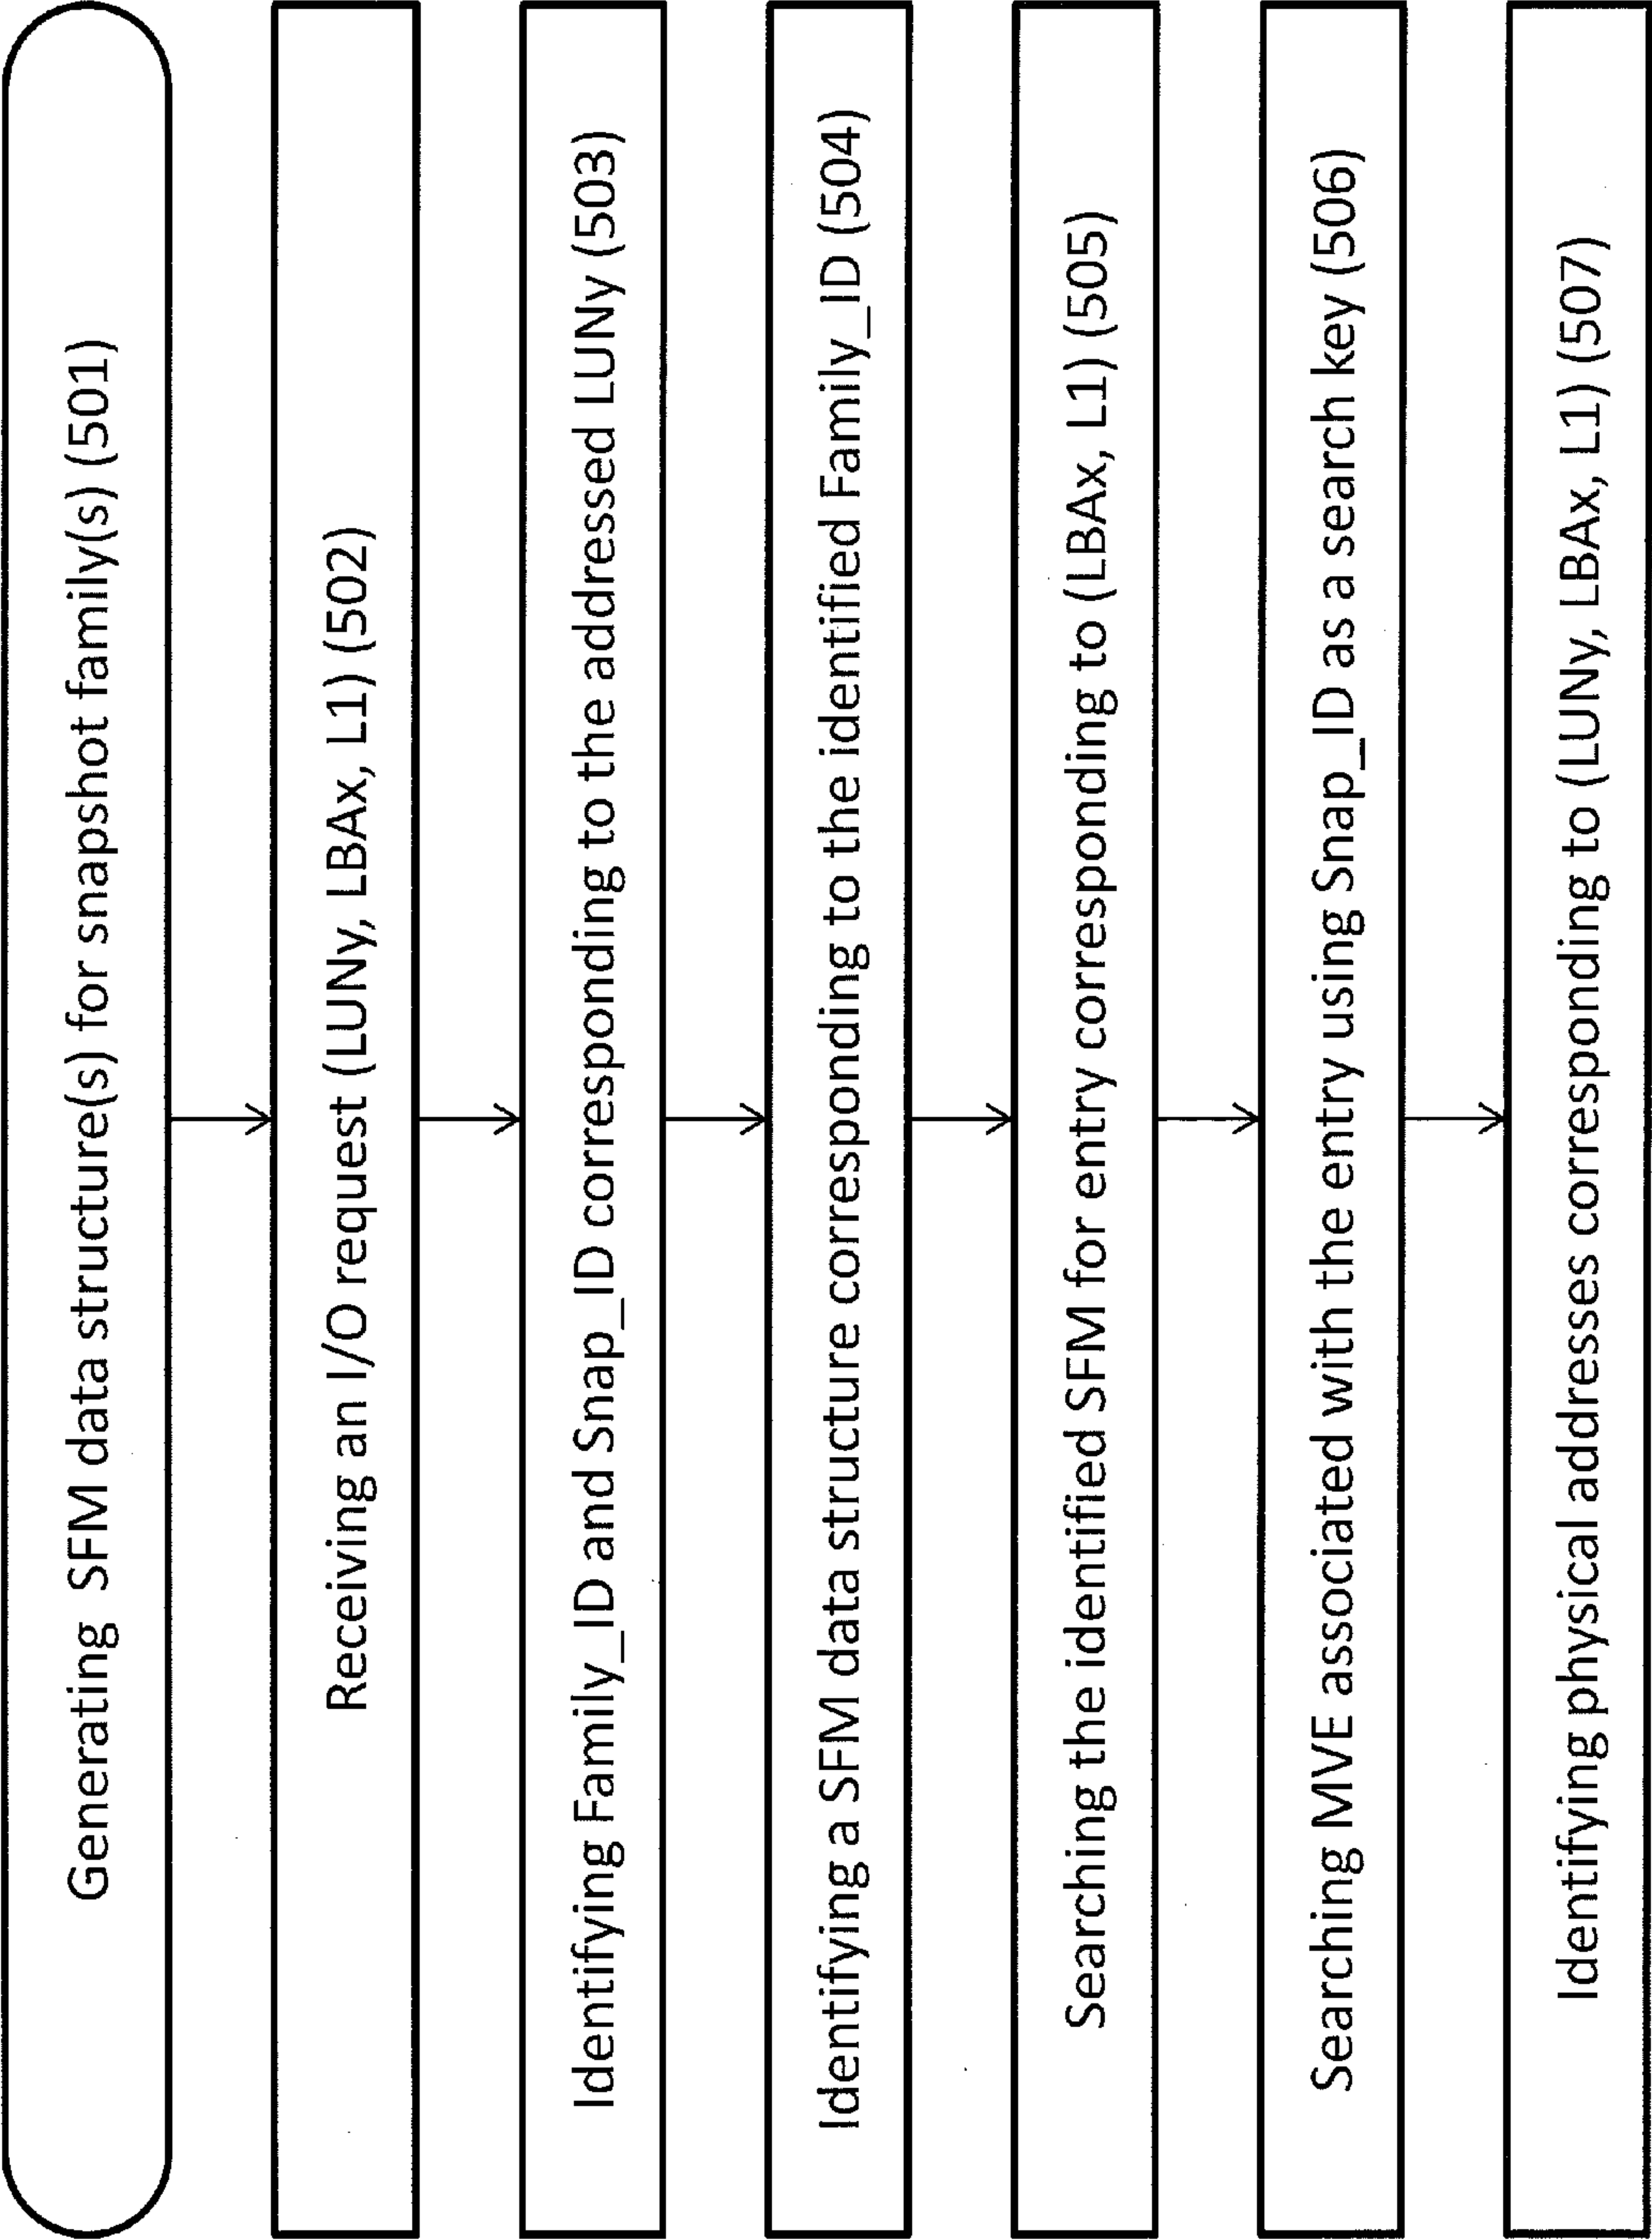 Generating SFM data structure(s) for snapshot family(s) (501)
Receiving an I/O request (LUNy, LBAx, L1) (502)
Identifying Family_ID and Snap_ID corresponding to the addressed LUNy (503)
Identifying a SFM data structure corresponding to the identified Family_ID (504)
Searching the identified SFM for entry corresponding to (LBAx, L1) (505)
Searching MVE associated with the entry using Snap_ID as a search key (506)
Identifying physical addresses corresponding to (LUNy, LBAx, L1) (507)